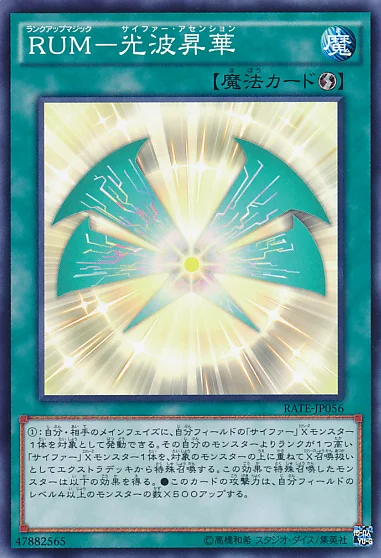 ランクアップマジック サイファー・アセンション
RUM－光波昇華
魔
【魔法カード】
RATE-JP056
①：自分・相手のメインフェイズに、自分フィールドの「サイファー」Xモンスター
1体を対象として発動できる。その自分のモンスターよりランクが1つ高い
「サイファー」Xモンスター1体を、対象のモンスターの上に重ねてX召喚扱い
としてエクストラデッキから特殊召喚する。この効果で特殊召喚したモン
スターは以下の効果を得る。●このカードの攻撃力は、自分フィールドの
レベル4以上のモンスターの数×500アップする。
47882565
©高橋和希 スタジオ・ダイス/集英社